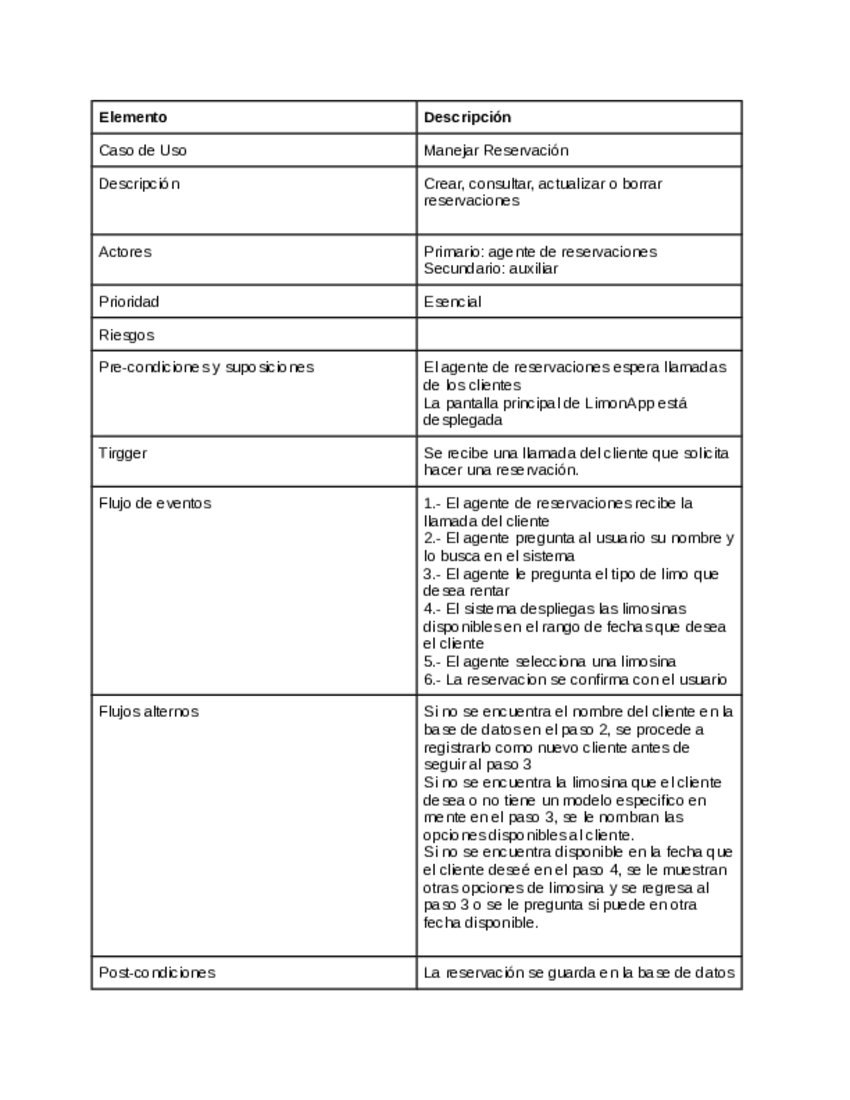 Elemento
Descripción
Caso de Uso
Manejar Reservación
Descripción
Crear, consultar, actualizar o borrar
reservaciones
Actores
Primario: agente de reservaciones
Secundario: auxiliar
Prioridad
Esencial
Riesgos
Pre-condiciones y suposiciones
El agente de reservaciones espera llamadas
de los clientes
La pantalla principal de LimonApp está
desplegada
Tirgger
Se recibe una llamada del cliente que solicita
hacer una reservación.
Flujo de eventos
1.- El agente de reservaciones recibe la
llamada del cliente
2.- El agente pregunta al usuario su nombre y
lo busca en el sistema
3.- El agente le pregunta el tipo de limo que
desea rentar
4.- El sistema despliegas las limosinas
disponibles en el rango de fechas que desea
el cliente
5.- El agente selecciona una limosina
6.- La reservacion se confirma con el usuario
Flujos alternos
Si no se encuentra el nombre del cliente en la
base de datos en el paso 2, se procede a
registrarlo como nuevo cliente antes de
seguir al paso 3
Si no se encuentra la limosina que el cliente
desea o no tiene un modelo especifico en
mente en el paso 3, se le nombran las
opciones disponibles al cliente.
Si no se encuentra disponible en la fecha que
el cliente deseé en el paso 4, se le muestran
otras opciones de limosina y se regresa al
paso 3 o se le pregunta si puede en otra
fecha disponible.
Post-condiciones
La reservación se guarda en la base de datos